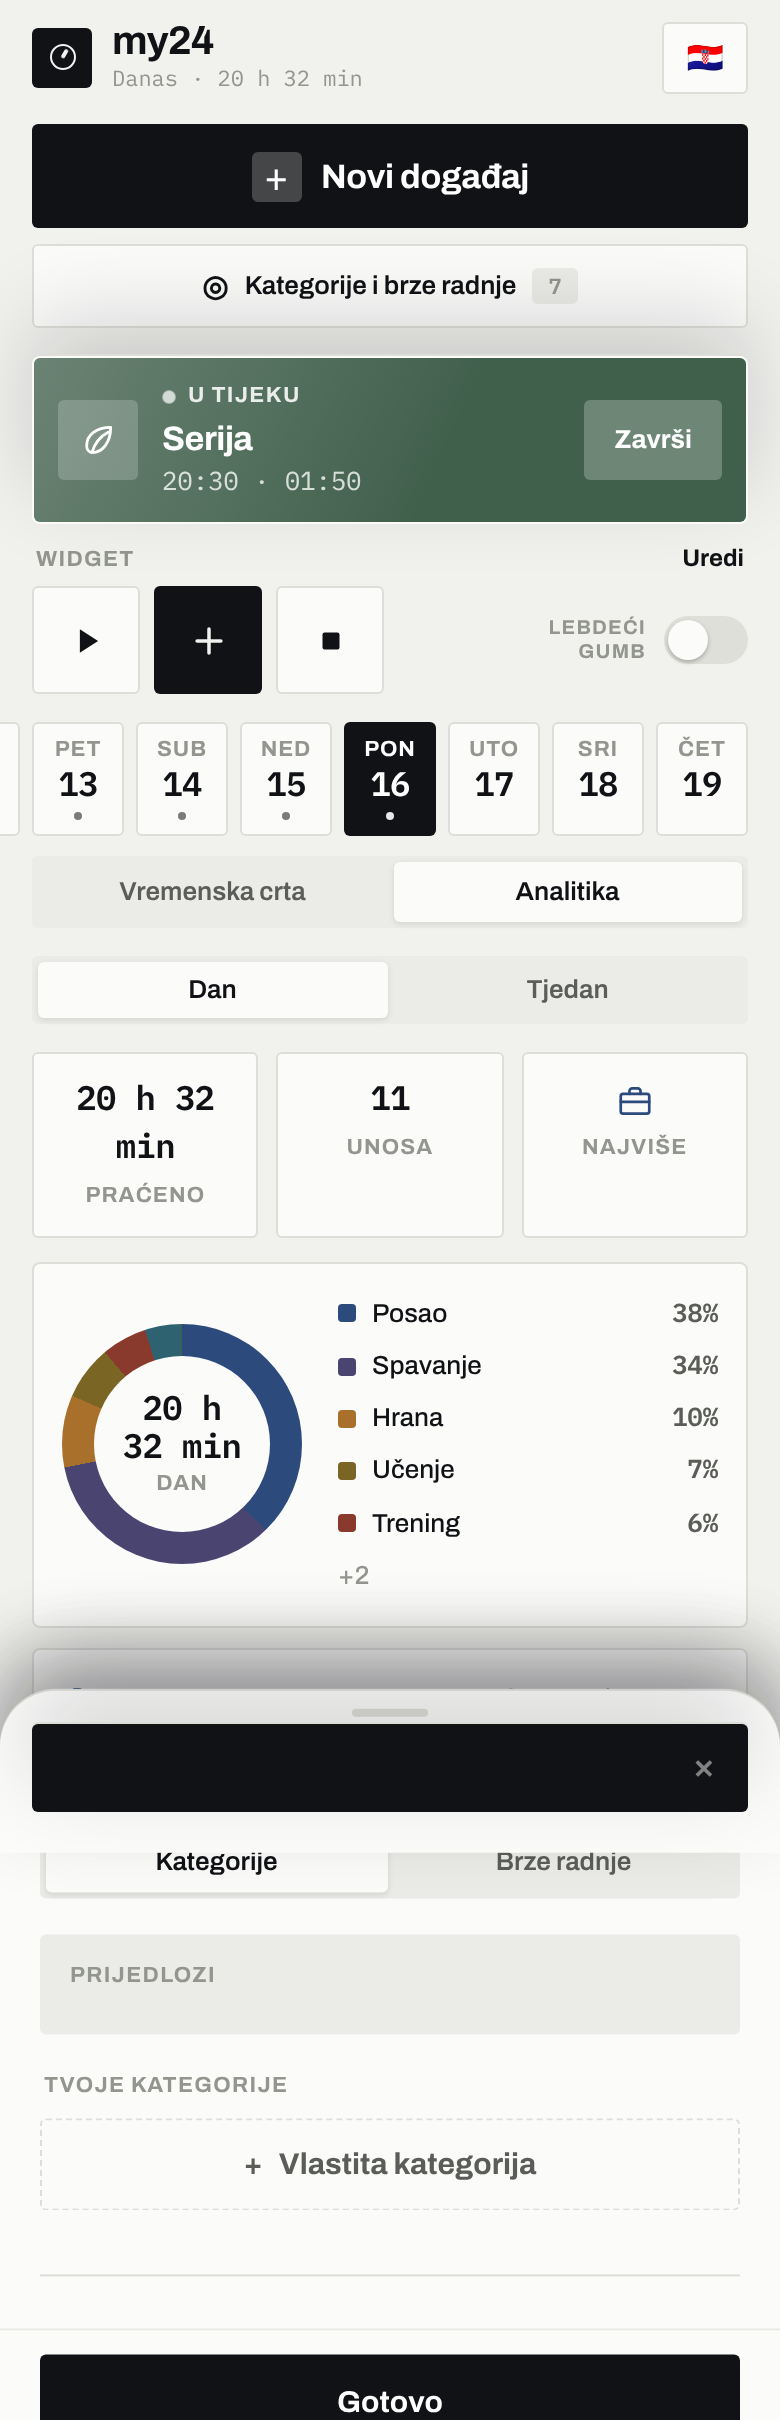 my24
Danas · 20 h 32 min
+ Novi događaj
Kategorije i brze radnje 7
U TIJEKU
Serija
20:30 · 01:50
Završi
WIDGET
Uredi
LEBDEĆI
GUMB
PET
13
SUB
14
NED
15
PON
16
UTO
17
SRI
18
ČET
19
Vremenska crta
Analitika
Dan
Tjedan
20 h 32
min
PRAĆENO
11
UNOSA
NAJVIŠE
20 h
32 min
DAN
Posao 38%
Spavanje 34%
Hrana 10%
Učenje 7%
Trening 6%
+2
×
Kategorije
Brze radnje
PRIJEDLOZI
TVOJE KATEGORIJE
+ Vlastita kategorija
Gotovo